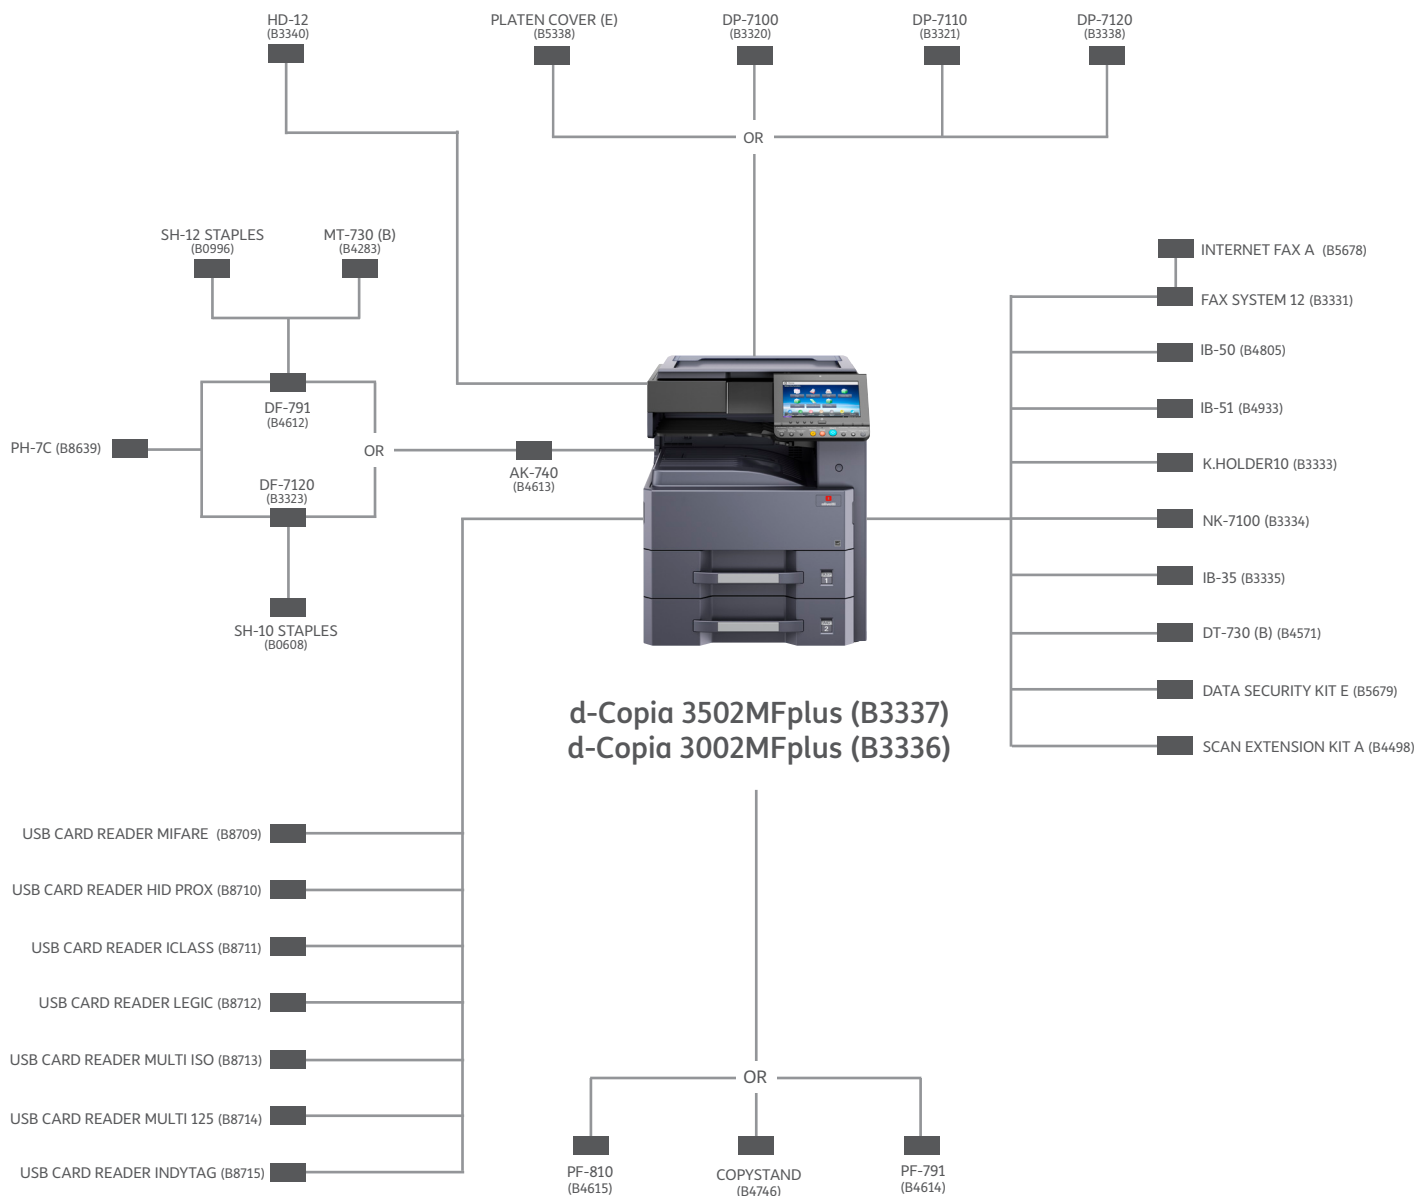 HD-12
(B3340)
PLATEN COVER (E)
(B5338)
DP-7100
(B3320)
DP-7110
(B3321)
DP-7120
(B3338)
OR
SH-12 STAPLES
(B0996)
MT-730 (B)
(B4283)
DF-791
(B4612)
PH-7C (B8639)
OR
DF-7120
(B3323)
SH-10 STAPLES
(B0608)
AK-740
(B4613)
INTERNET FAX A (B5678)
FAX SYSTEM 12 (B3331)
IB-50 (B4805)
IB-51 (B4933)
K.HOLDER10 (B3333)
NK-7100 (B3334)
IB-35 (B3335)
DT-730 (B) (B4571)
DATA SECURITY KIT E (B5679)
SCAN EXTENSION KIT A (B4498)
1
2
d-Copia 3502MFplus (B3337)
d-Copia 3002MFplus (B3336)
USB CARD READER MIFARE (B8709)
USB CARD READER HID PROX (B8710)
USB CARD READER ICLASS (B8711)
USB CARD READER LEGIC (B8712)
USB CARD READER MULTI ISO (B8713)
USB CARD READER MULTI 125 (B8714)
USB CARD READER INDYTAG (B8715)
OR
PF-810
(B4615)
COPYSTAND
(B4746)
PF-791
(B4614)